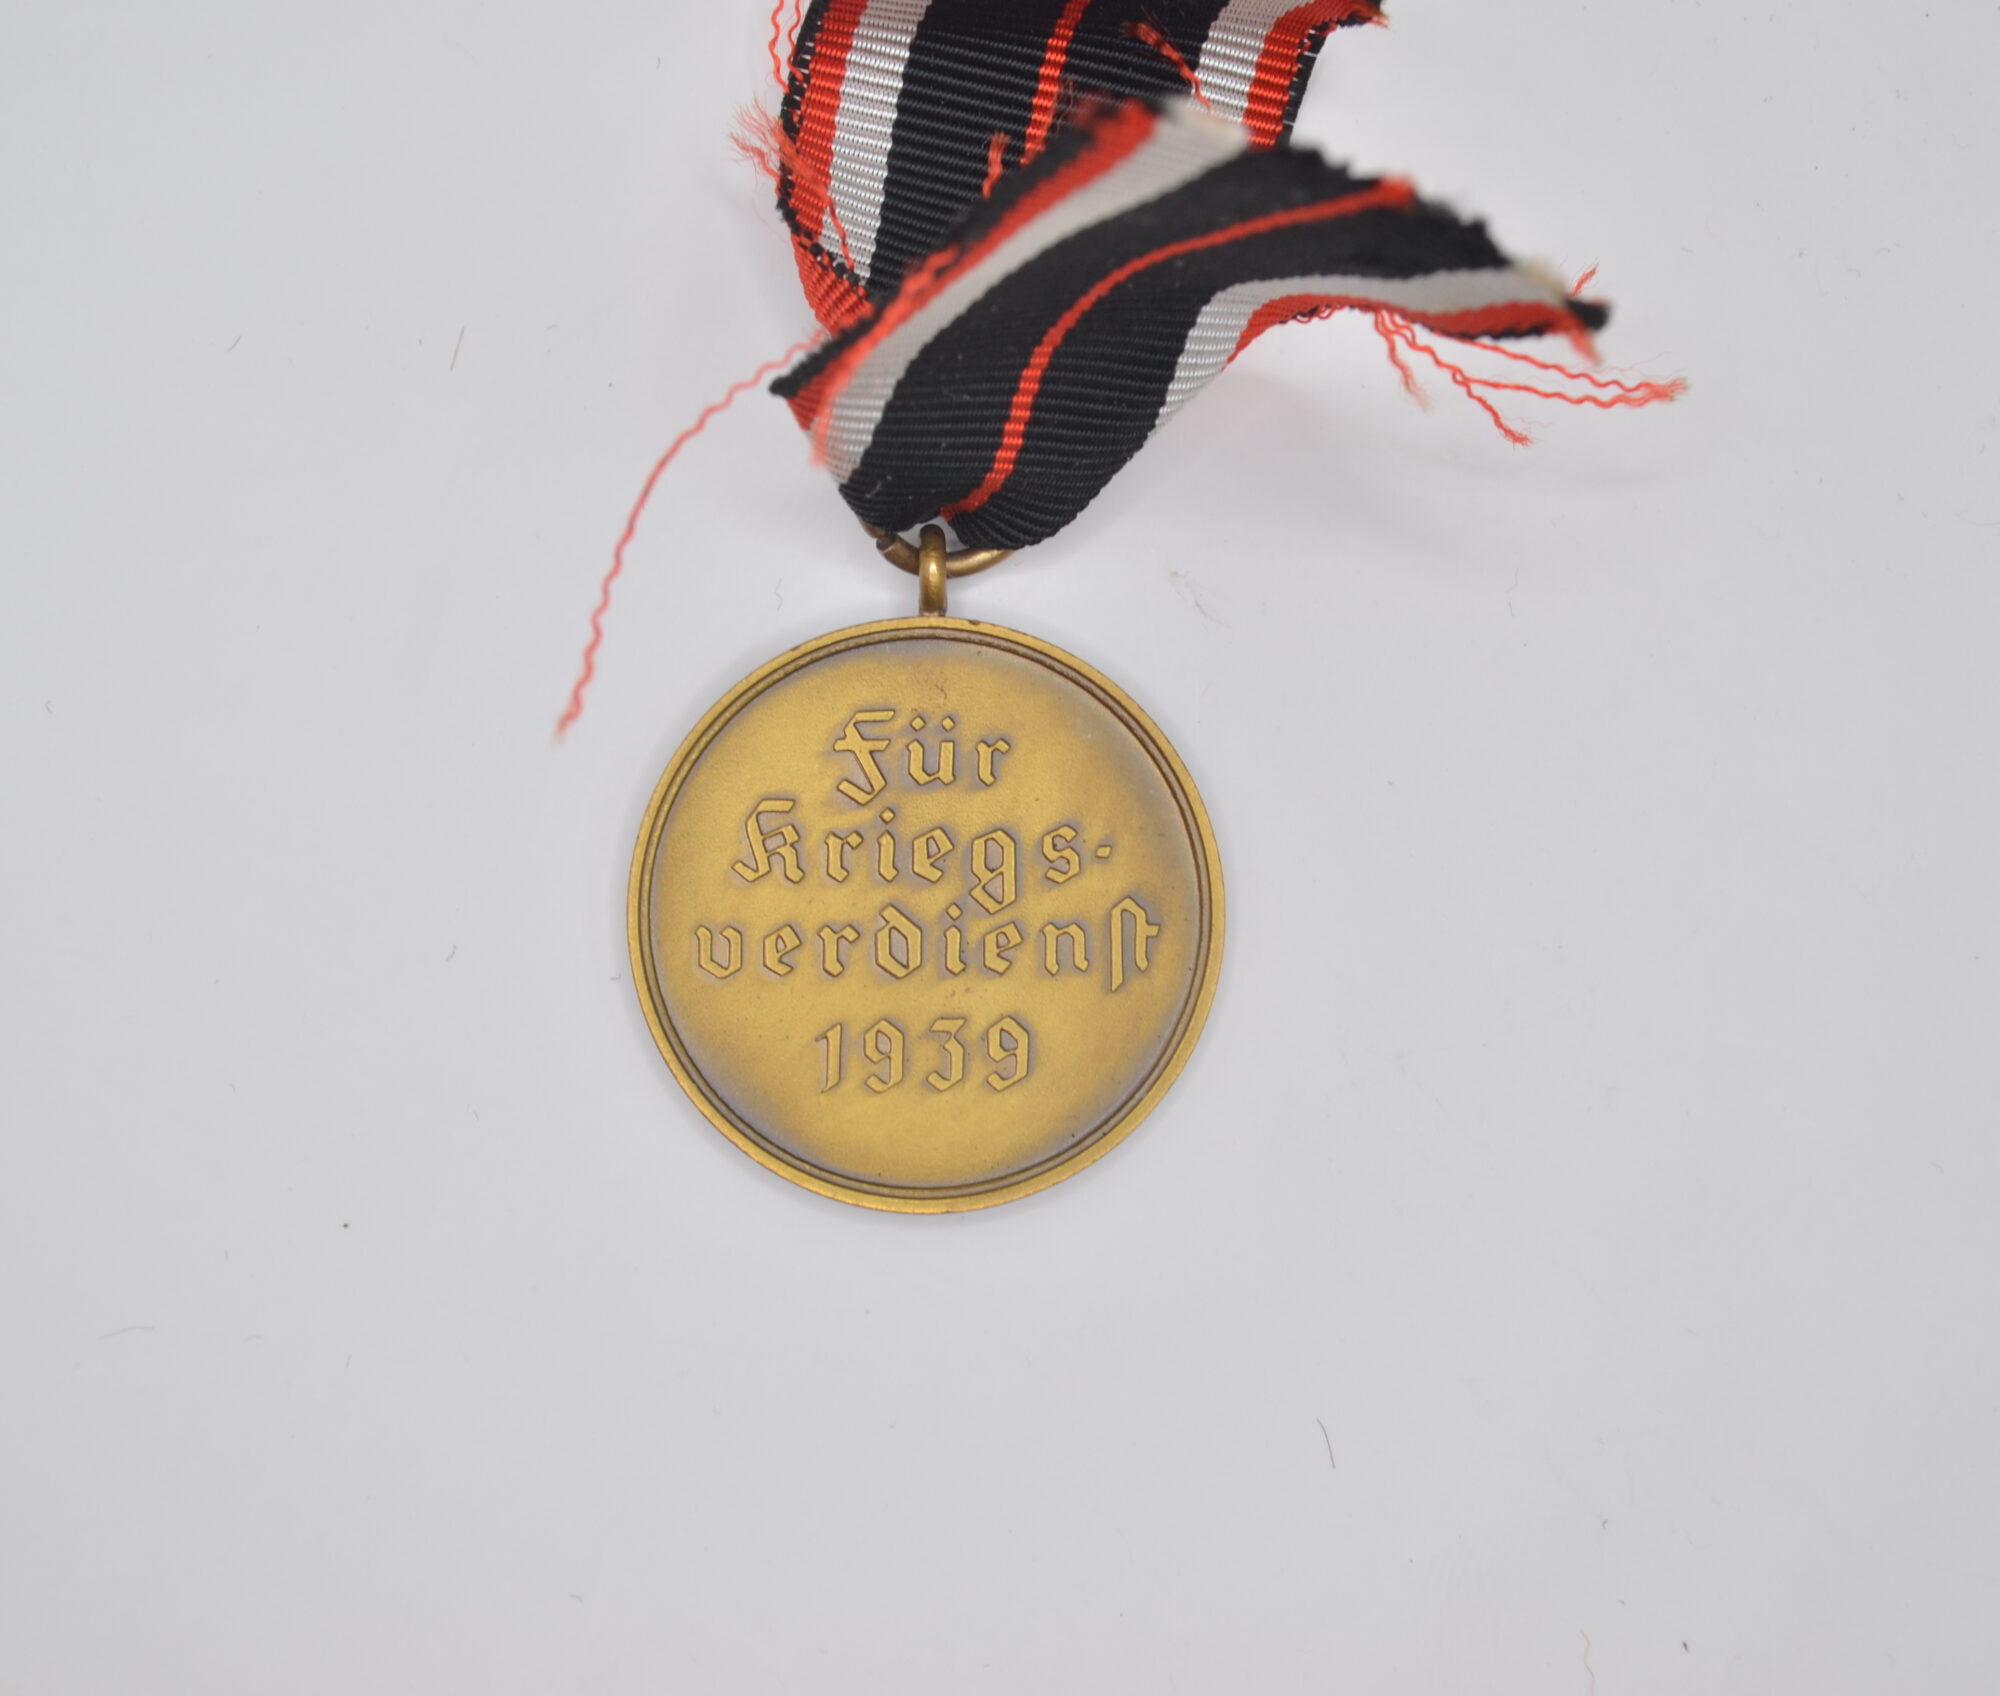 Für
Kriegs-
verdienst
1939